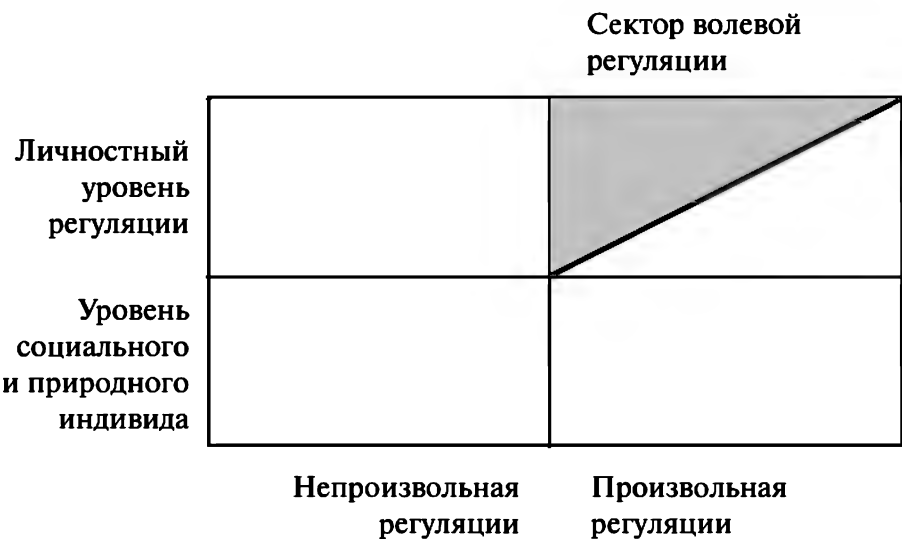 Сектор волевой
регуляции
Личностный
уровень
регуляции
Уровень
социального
и природного
индивида
Непроизвольная
регуляции
Произвольная
регуляции